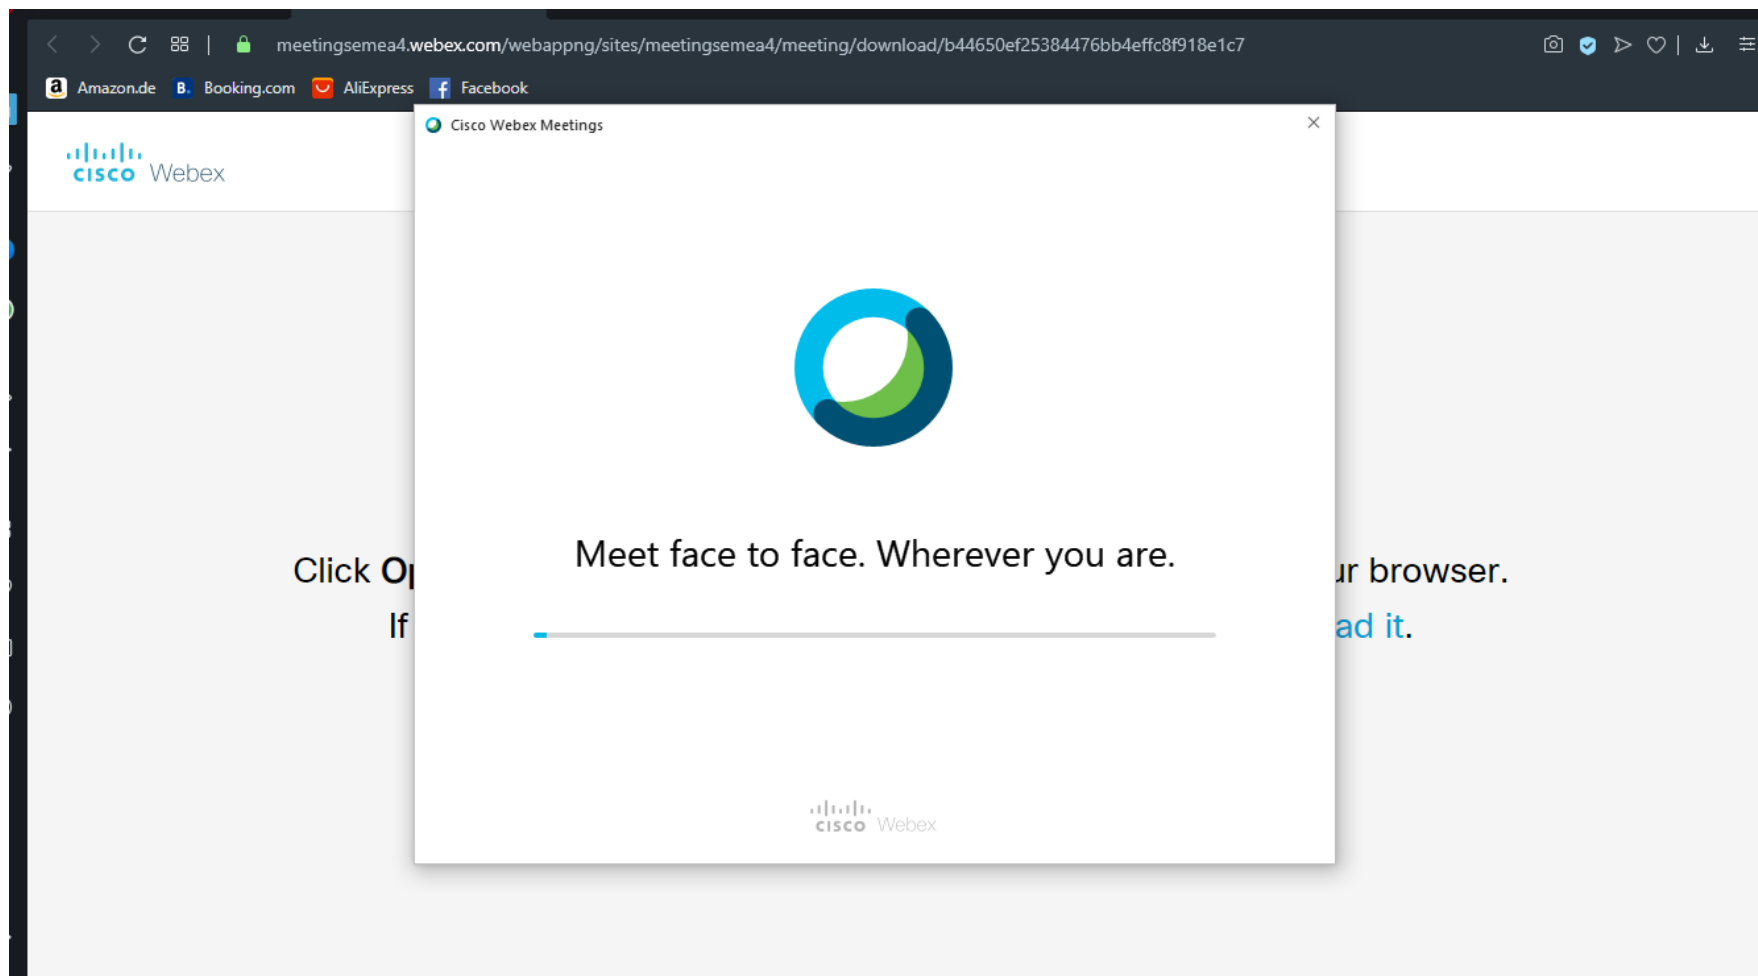 meetingsemea4.webex.com/webappng/sites/meetingsemea4/meeting/download/b44650ef25384476bb4effc8f918e1c7
Amazon.de Booking.com AliExpress Facebook
Cisco Webex Meetings
CISCO Webex
Meet face to face. Wherever you are.
Click Op ur browser.
If ad it.
CISCO Webex